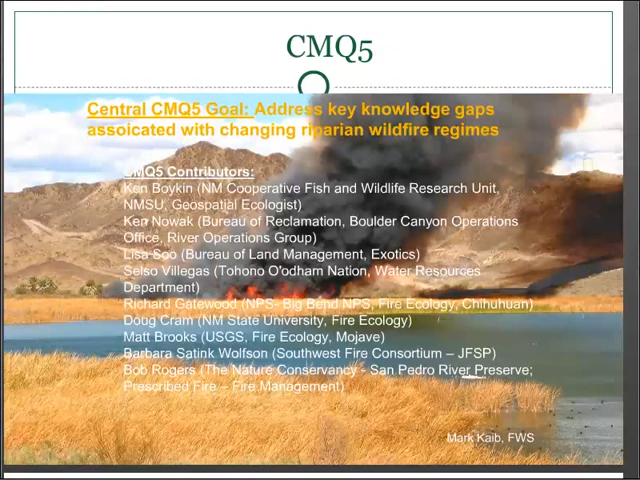 CMQ5
Central CMQ5 Goal: Address key knowledge gaps
assoicated with changing riparian wildfire regimes
CMQ5 Contributors:
Ken Boykin (NM Cooperative Fish and Wildlife Research Unit,
NMSU, Geospatial Ecologist)
Ken Nowak (Bureau of Reclamation, Boulder Canyon Operations
Office, River Operations Group)
Lisa Soo (Bureau of Land Management, Exotics)
Selso Villegas (Tohono O'odham Nation, Water Resources
Department)
Richard Gatewood (NPS- Big Bend NPS, Fire Ecology, Chihuhuan)
Doug Cram (NM State University, Fire Ecology)
Matt Brooks (USGS, Fire Ecology, Mojave)
Barbara Satink Wolfson (Southwest Fire Consortium – JFSP)
Bob Rogers (The Nature Conservancy - San Pedro River Preserve;
Prescribed Fire – Fire Management)
Mark Kaib, FWS